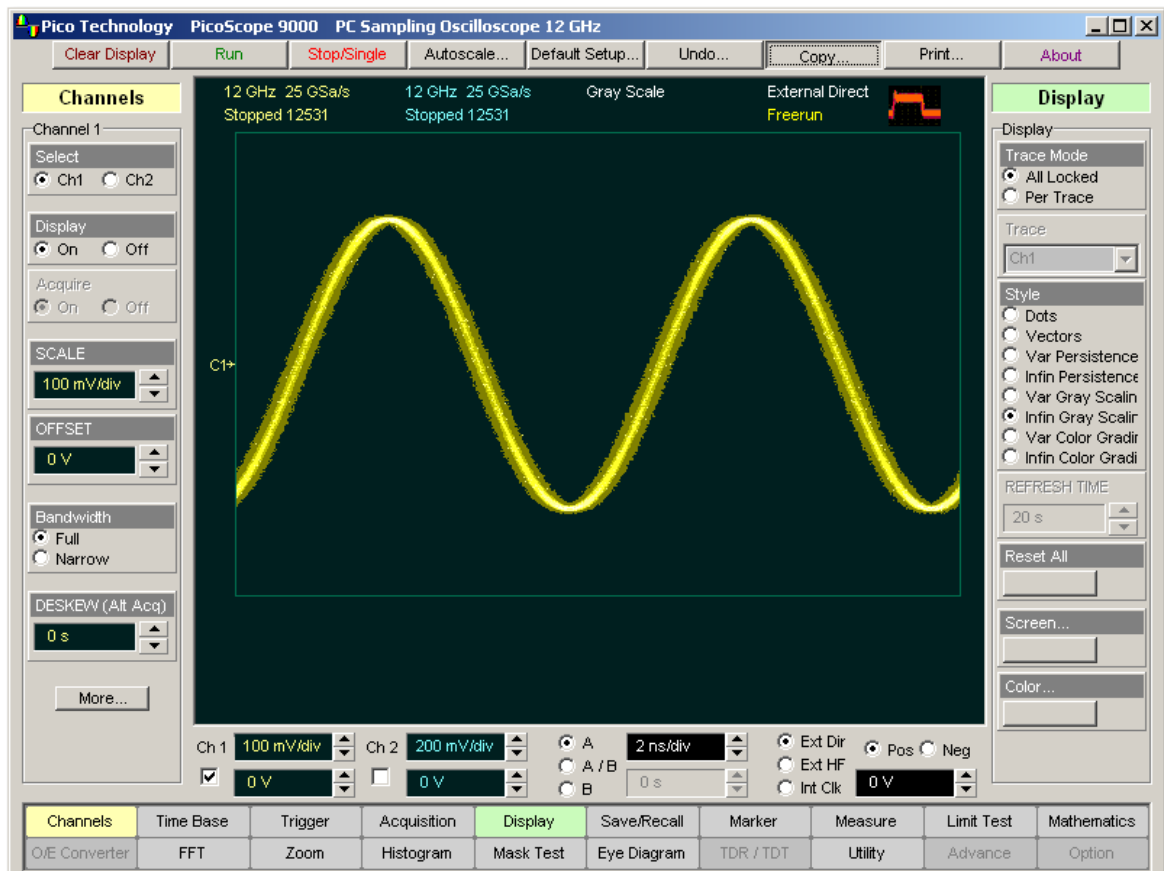 Pico Technology PicoScope 9000 PC Sampling Oscilloscope 12 GHz
Clear Display Run Stop/Single Autoscale... Default Setup... Undo... Copy... Print... About
Channels
Channel 1
Select
Ch1 Ch2
Display
On Off
Acquire
On Off
SCALE
100 mV/div
OFFSET
0 V
Bandwidth
Full
Narrow
DESKEW (Alt Acq)
0 s
More...
12 GHz 25 GSa/s 12 GHz 25 GSa/s Gray Scale External Direct
Stopped 12531 Stopped 12531 Freerun
C1
Display
Display
Trace Mode
All Locked
Per Trace
Trace
Ch1
Style
Dots
Vectors
Var Persistence
Infin Persistence
Var Gray Scalin
Infin Gray Scalir
Var Color Gradir
Infin Color Gradi
REFRESH TIME
20 s
Reset All
Screen...
Color...
Ch 1 100 mV/div Ch 2 200 mV/div A 2 ns/div Ext Dir Pos Neg
A / B Ext HF
0 V 0 V B 0 s Int Clk 0 V
Channels Time Base Trigger Acquisition Display Save/Recall Marker Measure Limit Test Mathematics
O/E Converter FFT Zoom Histogram Mask Test Eye Diagram TDR / TDT Utility Advance Option